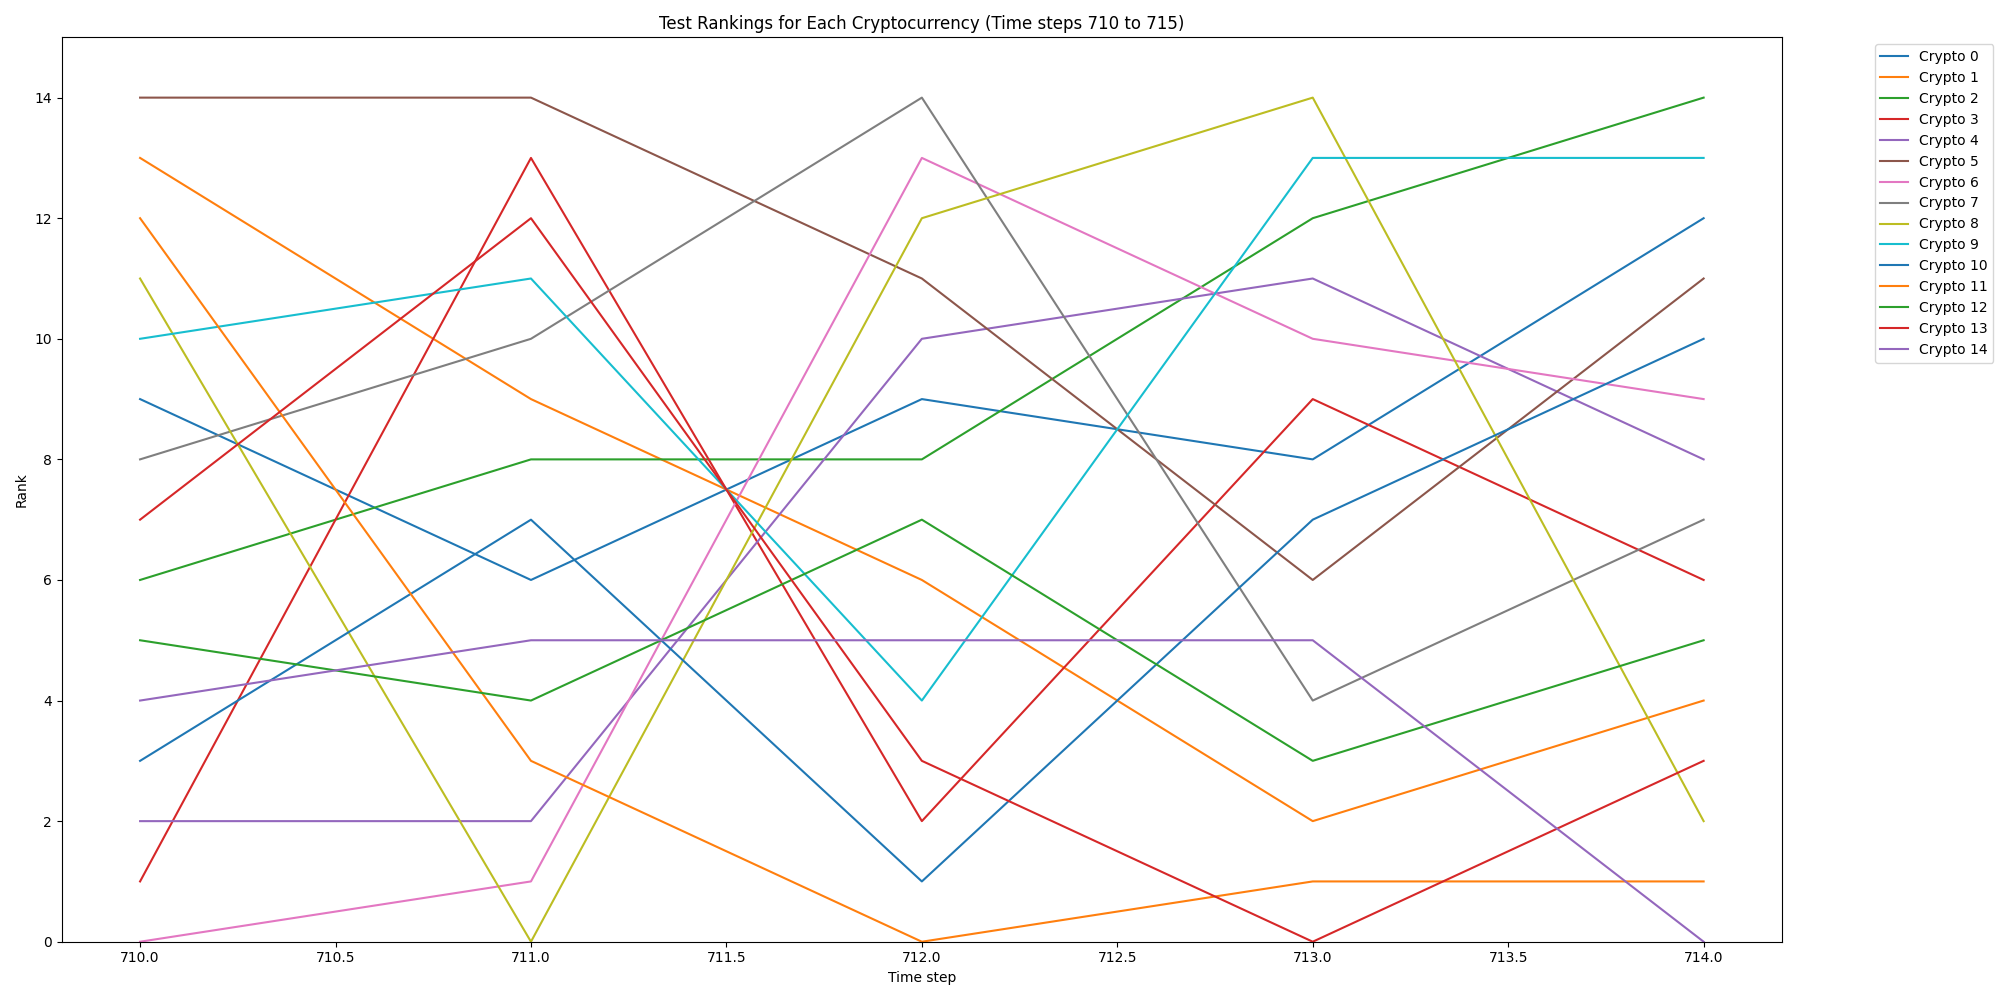 Test Rankings for Each Cryptocurrency (Time steps 710 to 715)
14
12
10
8
6
4
2
0
Rank
710.0 710.5 711.0 711.5 712.0 712.5 713.0 713.5 714.0
Time step
Crypto 0
Crypto 1
Crypto 2
Crypto 3
Crypto 4
Crypto 5
Crypto 6
Crypto 7
Crypto 8
Crypto 9
Crypto 10
Crypto 11
Crypto 12
Crypto 13
Crypto 14